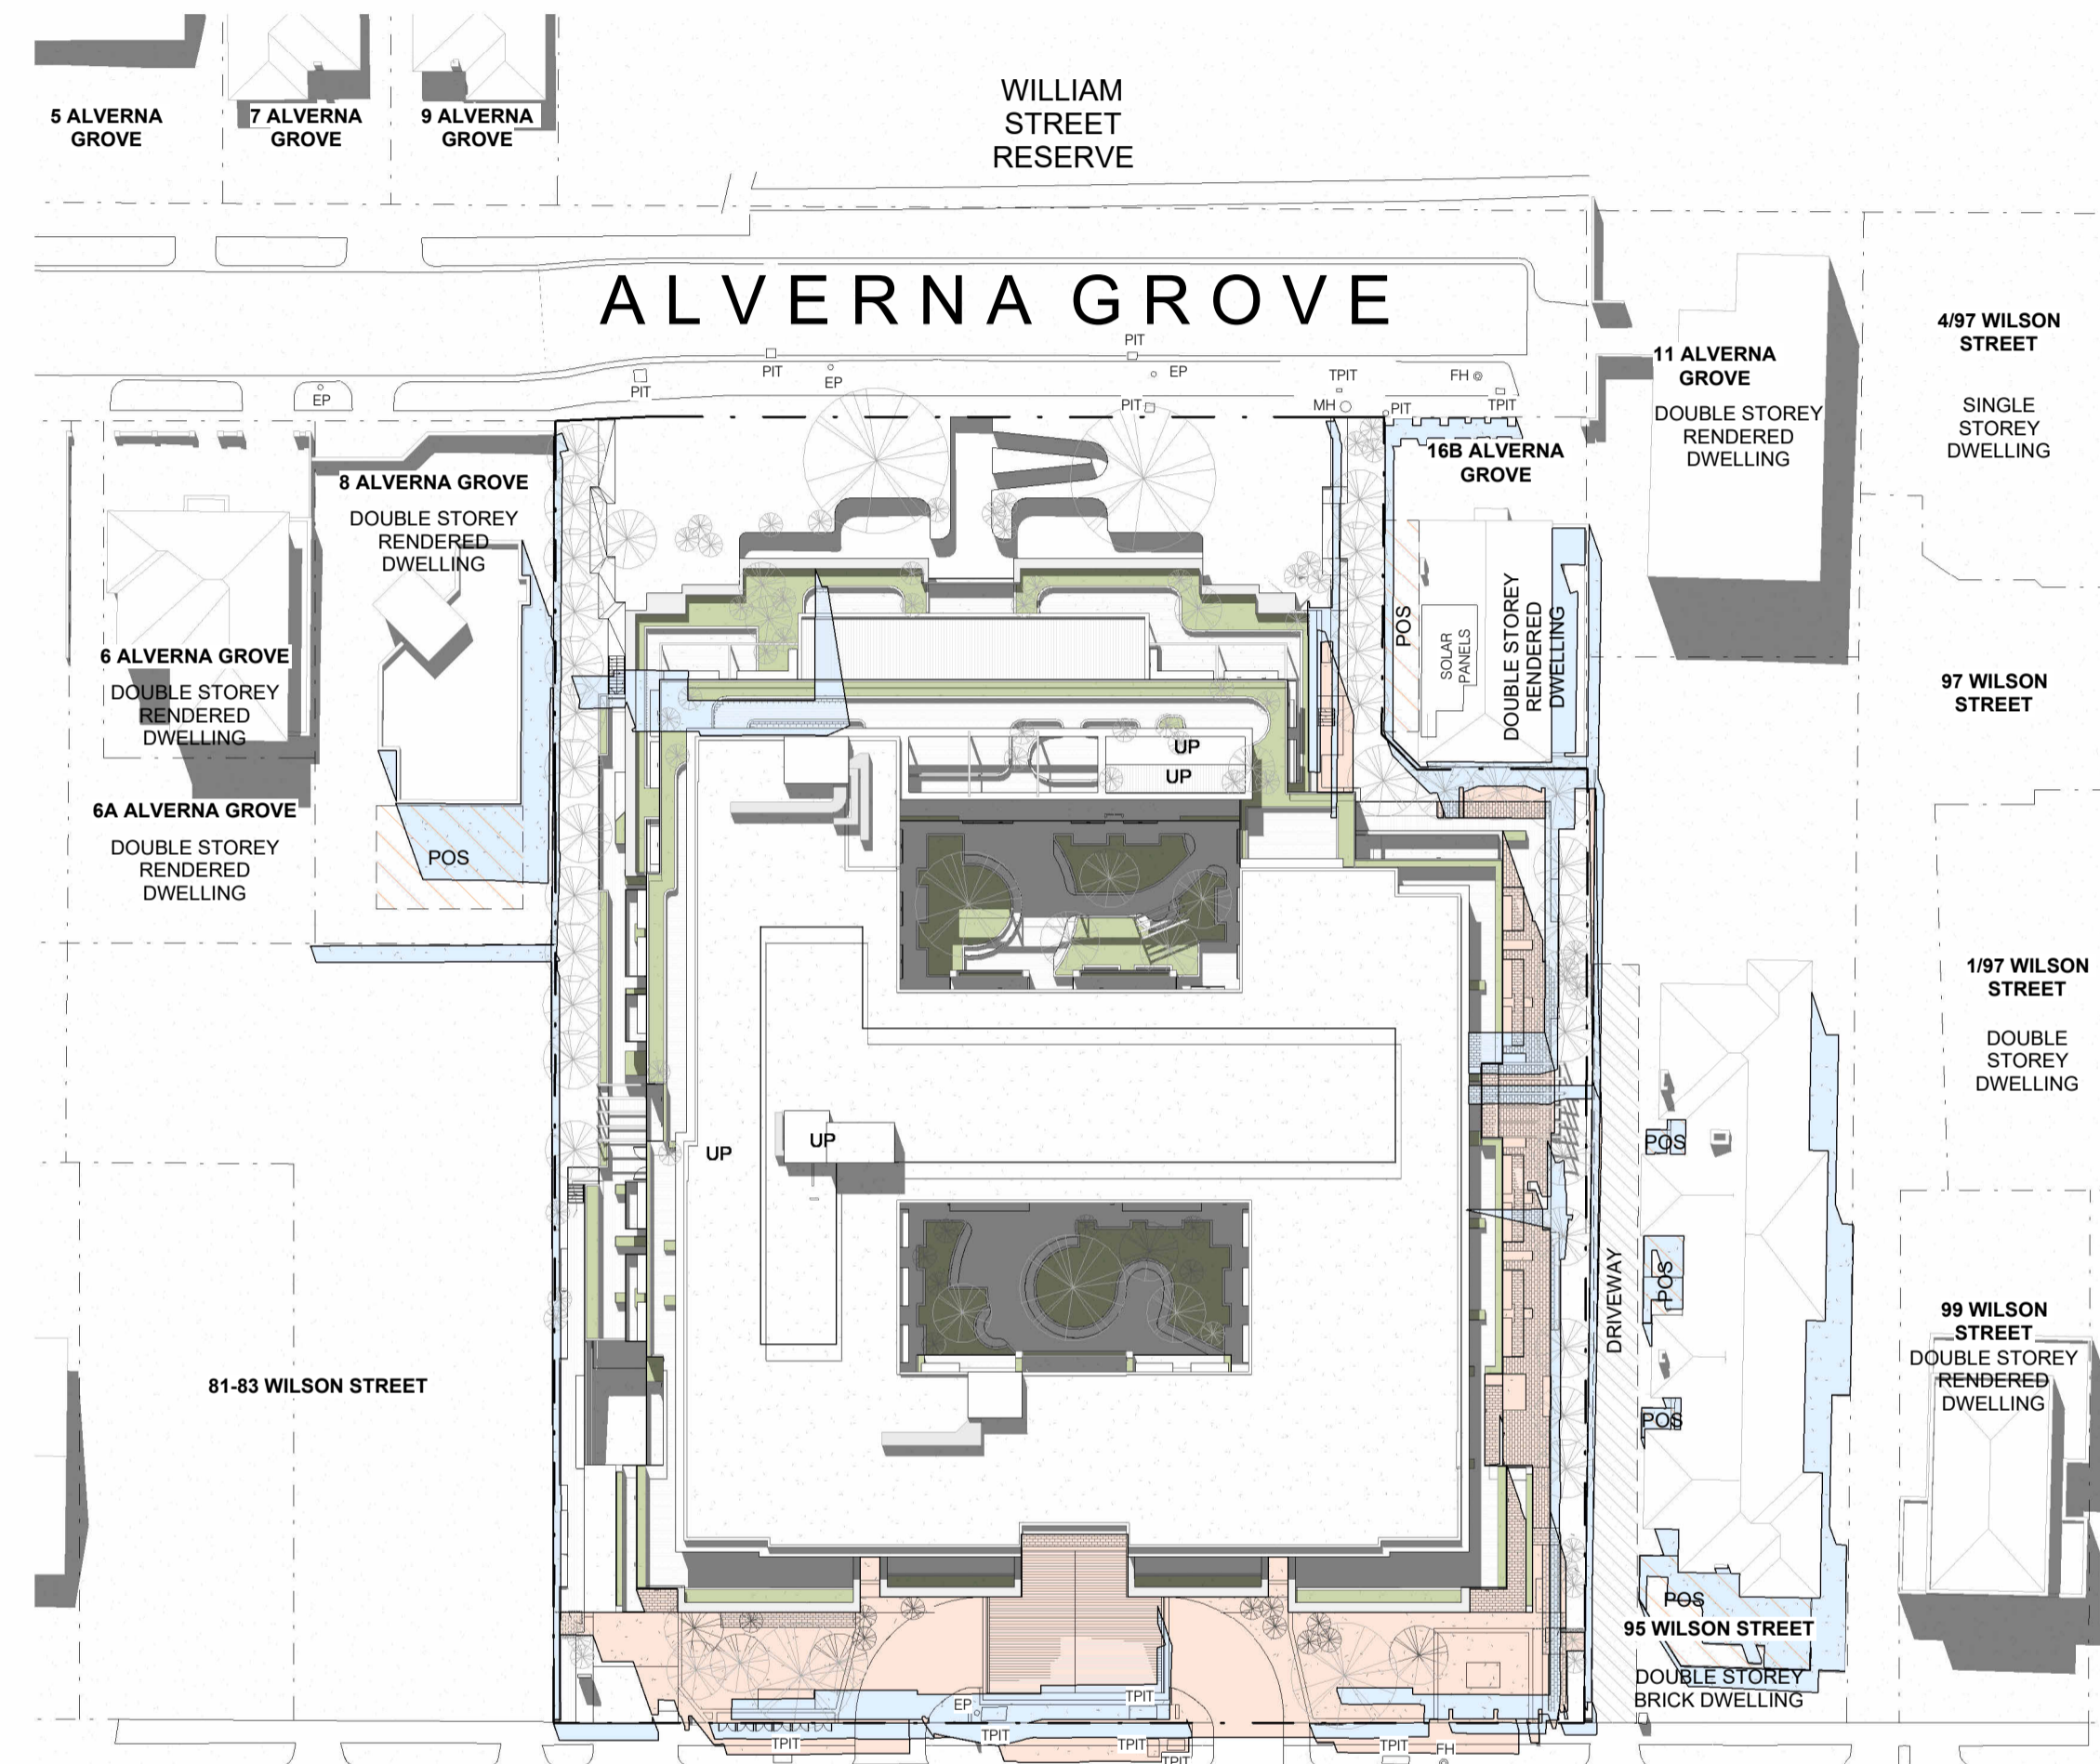 WILLIAM
STREET
RESERVE
5 ALVERNA
GROVE
7 ALVERNA
GROVE
9 ALVERNA
GROVE
ALVERNA GROVE
PIT
PIT
EP
EP
PIT
TPIT
FH
EP
PIT
MH
PIT
TPIT
4/97 WILSON
STREET
SINGLE
STOREY
DWELLING
11 ALVERNA
GROVE
DOUBLE STOREY
RENDERED
DWELLING
16B ALVERNA
GROVE
POS
SOLAR
PANELS
DOUBLE STOREY
RENDERED
DWELLING
8 ALVERNA GROVE
DOUBLE STOREY
RENDERED
DWELLING
6 ALVERNA GROVE
DOUBLE STOREY
RENDERED
DWELLING
6A ALVERNA GROVE
DOUBLE STOREY
RENDERED
DWELLING
POS
97 WILSON
STREET
UP
UP
1/97 WILSON
STREET
DOUBLE
STOREY
DWELLING
UP
UP
POS
POS
POS
DRIVEWAY
81-83 WILSON STREET
99 WILSON
STREET
DOUBLE STOREY
RENDERED
DWELLING
POS
95 WILSON STREET
DOUBLE STOREY
BRICK DWELLING
EP
TPIT
TPIT
TPIT
TPIT
TPIT
TPIT
FH